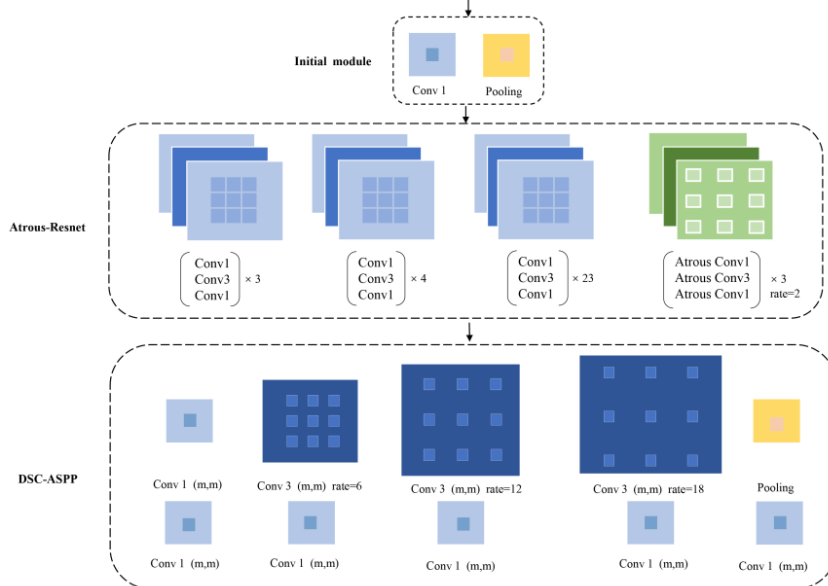 Initial module
Conv 1
Pooling
Atrous-Resnet
Conv1
Conv3
Conv1
× 3
Conv1
Conv3
Conv1
× 4
Conv1
Conv3
Conv1
× 23
Atrous Conv1
Atrous Conv3
Atrous Conv1
× 3
rate=2
DSC-ASPP
Conv 1 (m,m)
Conv 3 (m,m) rate=6
Conv 3 (m,m) rate=12
Conv 3 (m,m) rate=18
Pooling
Conv 1 (m,m)
Conv 1 (m,m)
Conv 1 (m,m)
Conv 1 (m,m)
Conv 1 (m,m)